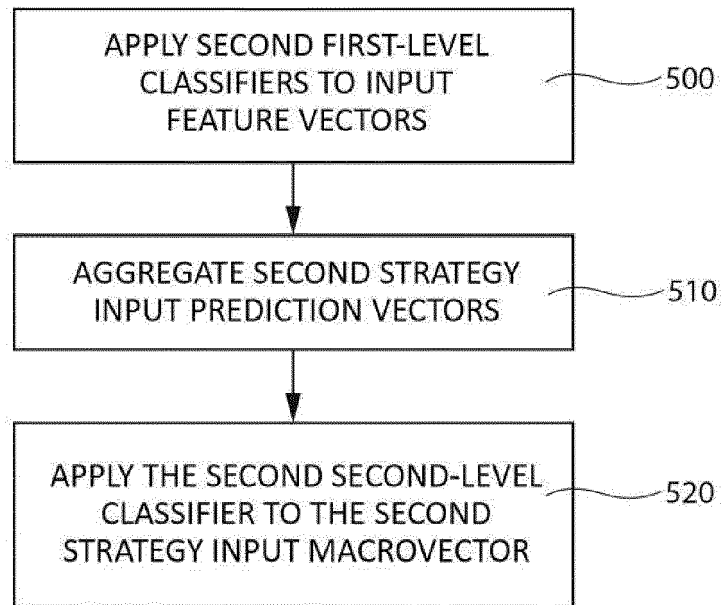 APPLY SECOND FIRST-LEVEL
CLASSIFIERS TO INPUT
FEATURE VECTORS
500
AGGREGATE SECOND STRATEGY
INPUT PREDICTION VECTORS
510
APPLY THE SECOND SECOND-LEVEL
CLASSIFIER TO THE SECOND
STRATEGY INPUT MACROVECTOR
520